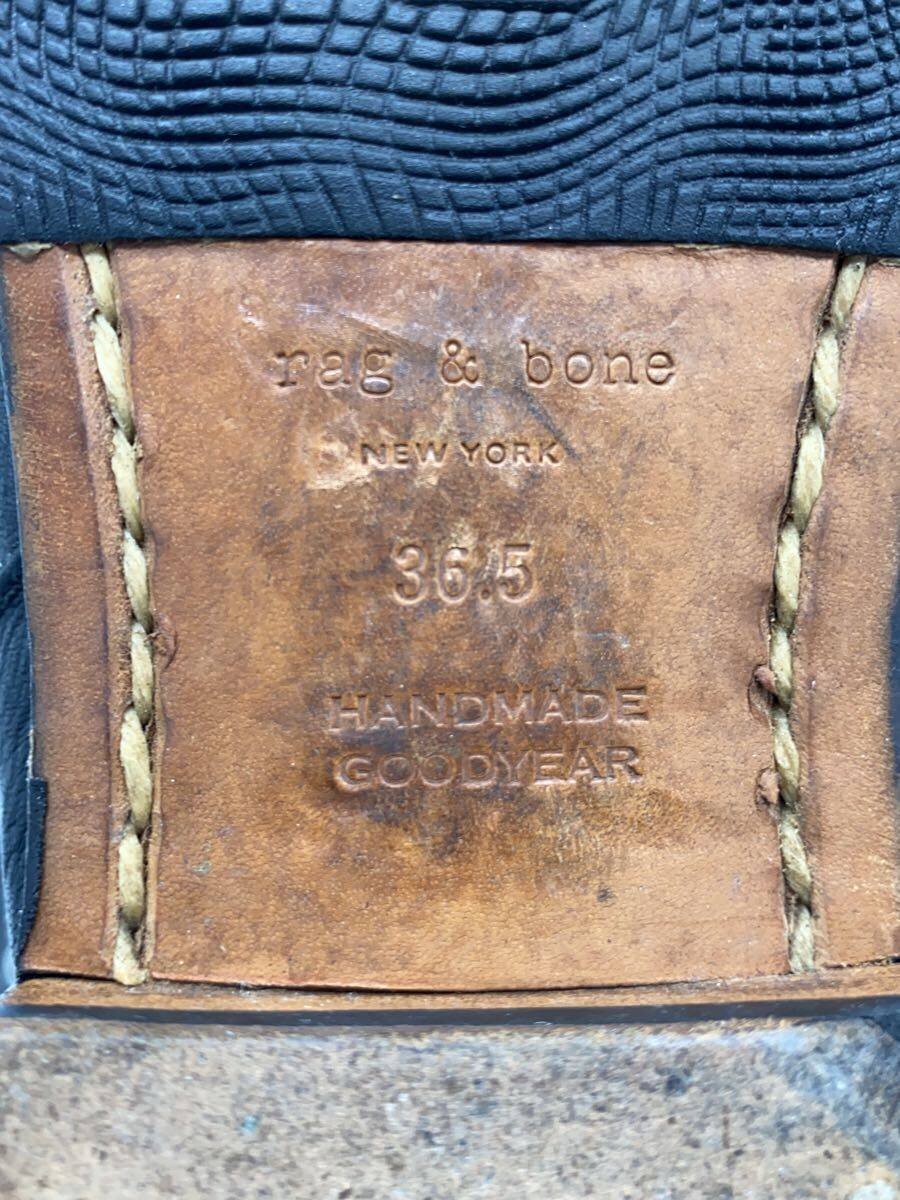 rag & bone
NEW YORK
36.5
HANDMADE
GOODYEAR